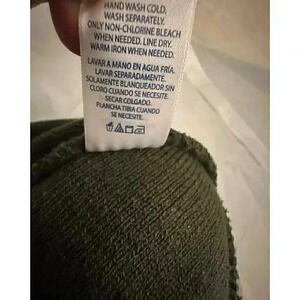 HAND WASH COLD.
WASH SEPARATELY.
ONLY NON-CHLORINE BLEACH
WHEN NEEDED. LINE DRY.
WARM IRON WHEN NEEDED.
LAVAR A MANO EN AGUA FRÍA.
LAVAR SEPARADAMENTE.
SOLAMENTE BLANQUEADOR SIN
CLORO CUANDO SE NECESITE.
SECAR COLGADO.
PLANCHA TIBIA CUANDO
SE NECESITE.